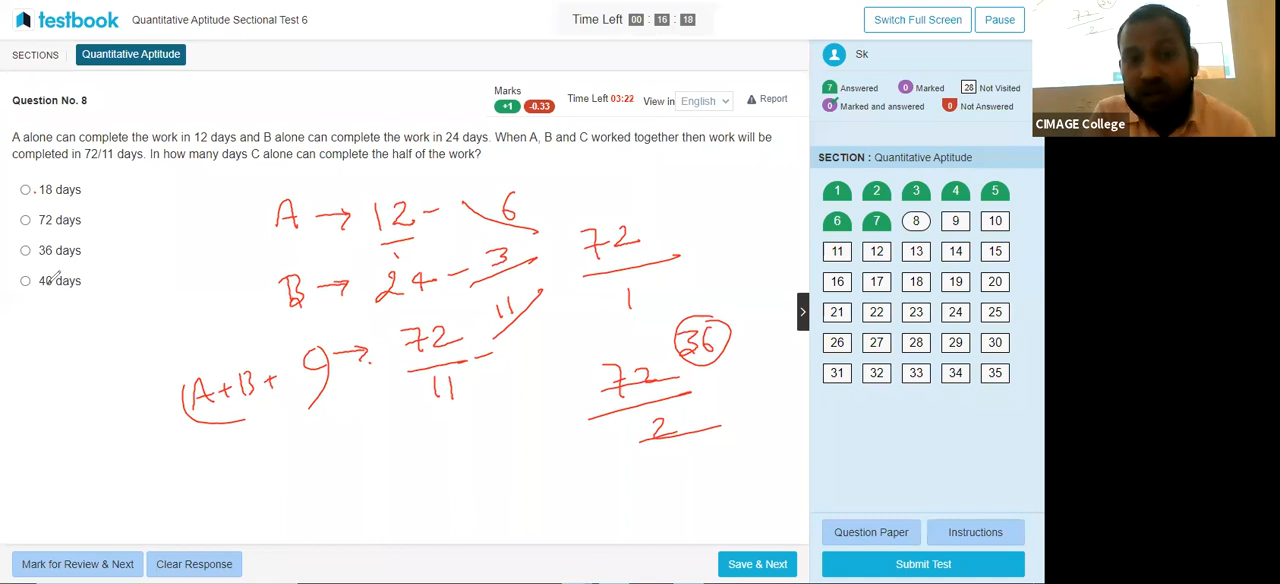 testbook
Quantitative Aptitude Sectional Test 6
Time Left 00 : 16 : 18
Switch Full Screen
Pause
SECTIONS
Quantitative Aptitude
Sk
Question No. 8
Marks
+1 -0.33
Time Left 03:22
View in English
Report
7 Answered
0 Marked
28 Not Visited
0 Marked and answered
0 Not Answered
CIMAGE College
A alone can complete the work in 12 days and B alone can complete the work in 24 days. When A, B and C worked together then work will be
completed in 72/11 days. In how many days C alone can complete the half of the work?
18 days
72 days
36 days
40 days
A → 12 - 6
B → 24 - 3
72
1
(A+B+ → 72
11
11
36
72
2
SECTION : Quantitative Aptitude
1 2 3 4 5
6 7 8 9 10
11 12 13 14 15
16 17 18 19 20
21 22 23 24 25
26 27 28 29 30
31 32 33 34 35
Question Paper
Instructions
Mark for Review & Next
Clear Response
Save & Next
Submit Test